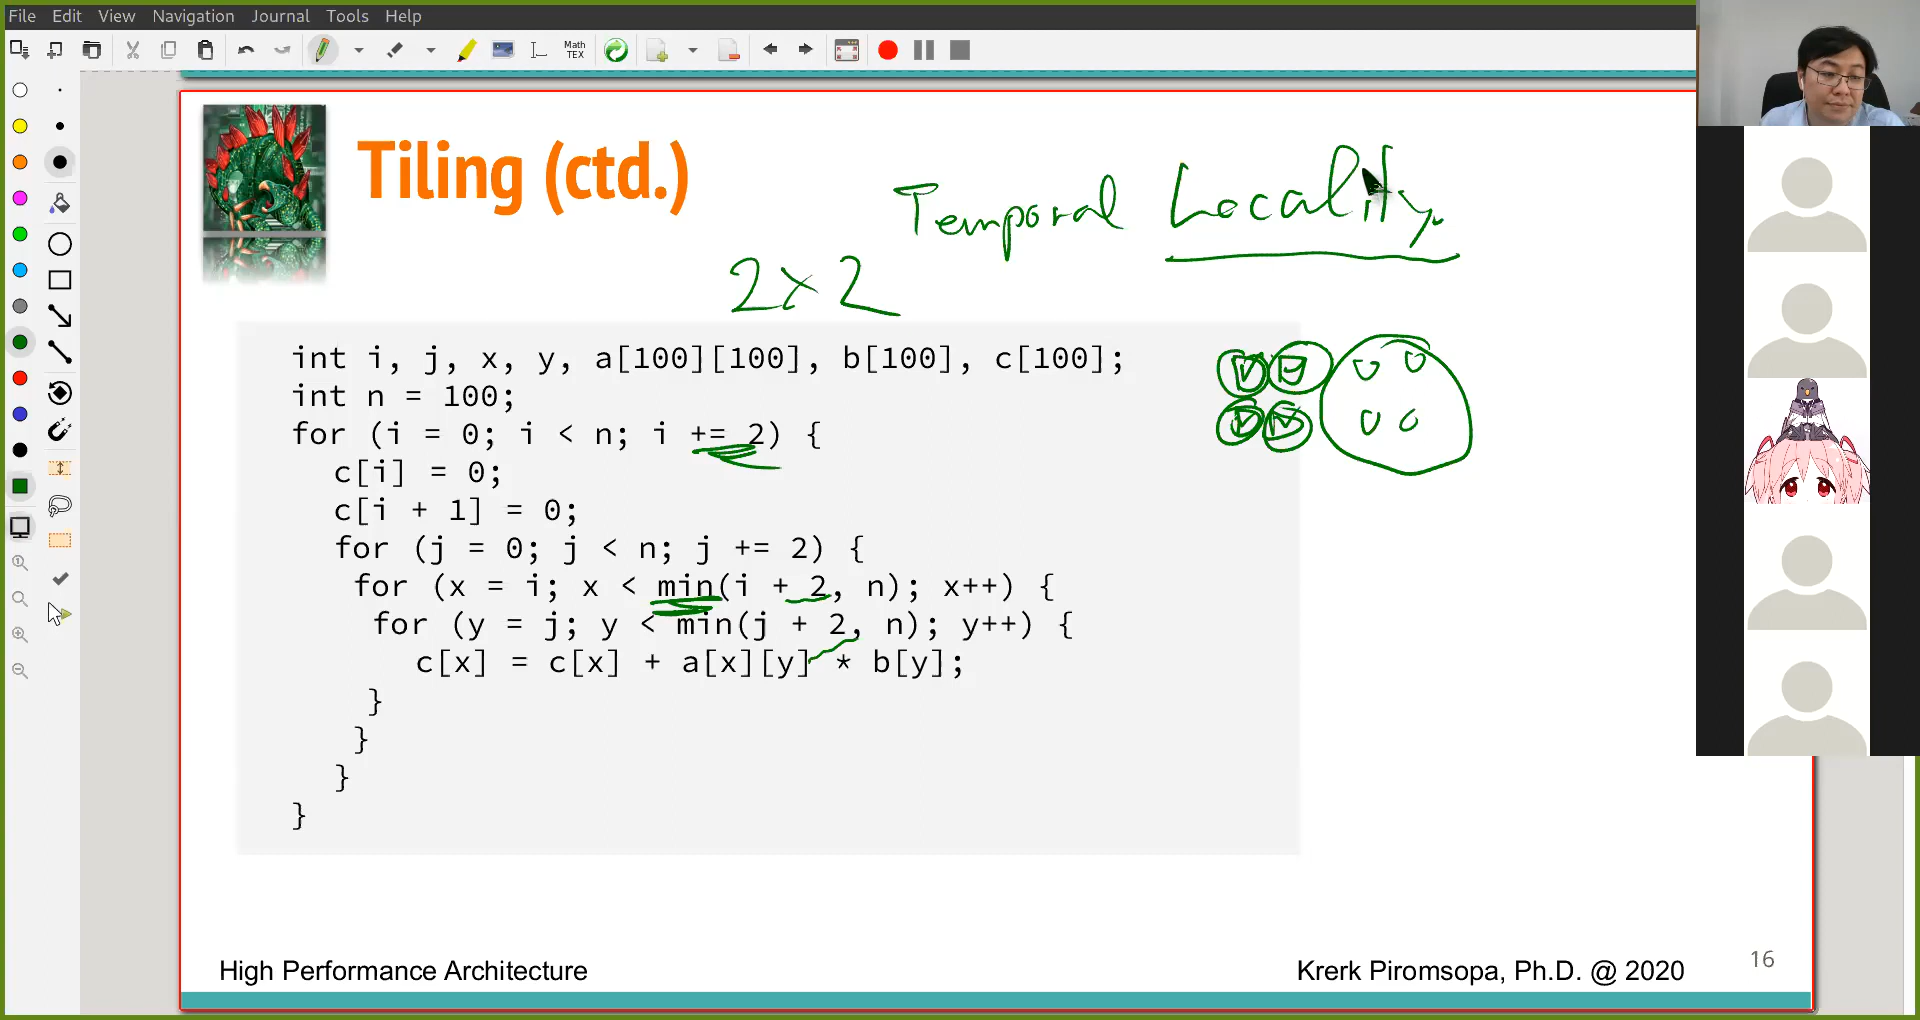 File Edit View Navigation Journal Tools Help
Math
TEX
Tiling (ctd.)
Temporal Locality
2x2
int i, j, x, y, a[100][100], b[100], c[100];
int n = 100;
for (i = 0; i < n; i += 2) {
c[i] = 0;
c[i + 1] = 0;
for (j = 0; j < n; j += 2) {
for (x = i; x < min(i + 2, n); x++) {
for (y = j; y < min(j + 2, n); y++) {
c[x] = c[x] + a[x][y] * b[y];
}
}
}
}
High Performance Architecture
Krerk Piromsopa, Ph.D. @ 2020
16